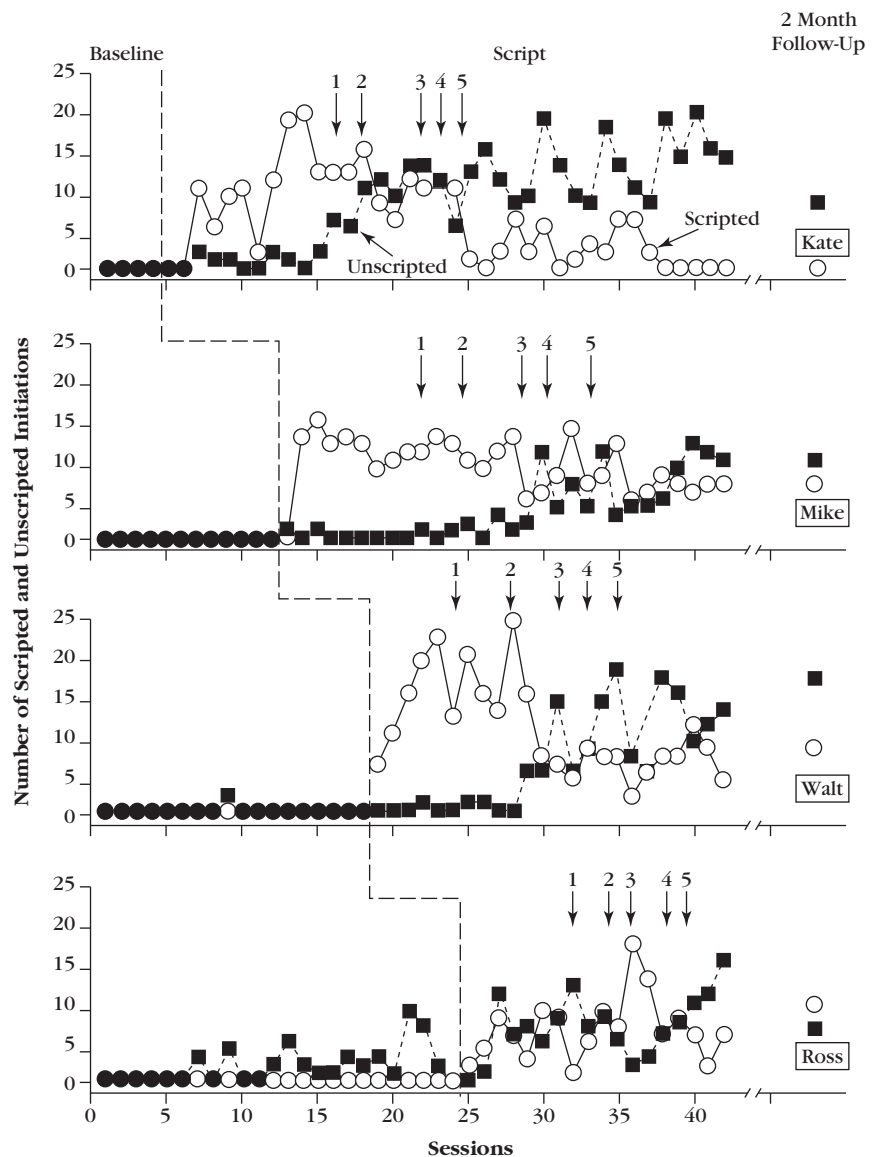 2 Month
Follow-Up
Baseline
Script
1 2 3 4 5
25
20
15
10
5
0
Scripted
Unscripted
Kate
1 2 3 4 5
25
20
15
10
5
0
Mike
1 2 3 4 5
25
20
15
10
5
0
Walt
1 2 3 4 5
25
20
15
10
5
0
Ross
0 5 10 15 20 25 30 35 40
Sessions
Number of Scripted and Unscripted Initiations